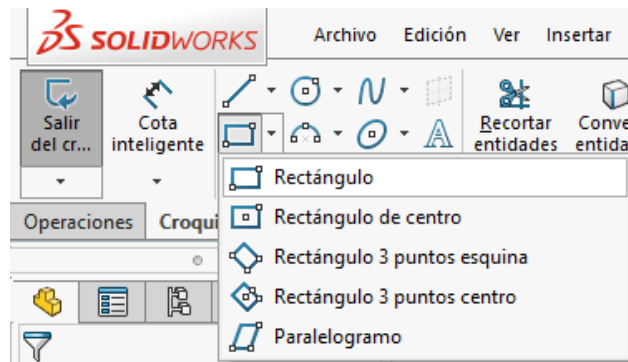 SOLIDWORKS
Archivo Edición Ver Insertar
Salir del cr...
Cota inteligente
Recortar entidades
Conve
entida
Operaciones
Croqui
Rectángulo
Rectángulo de centro
Rectángulo 3 puntos esquina
Rectángulo 3 puntos centro
Paralelogramo